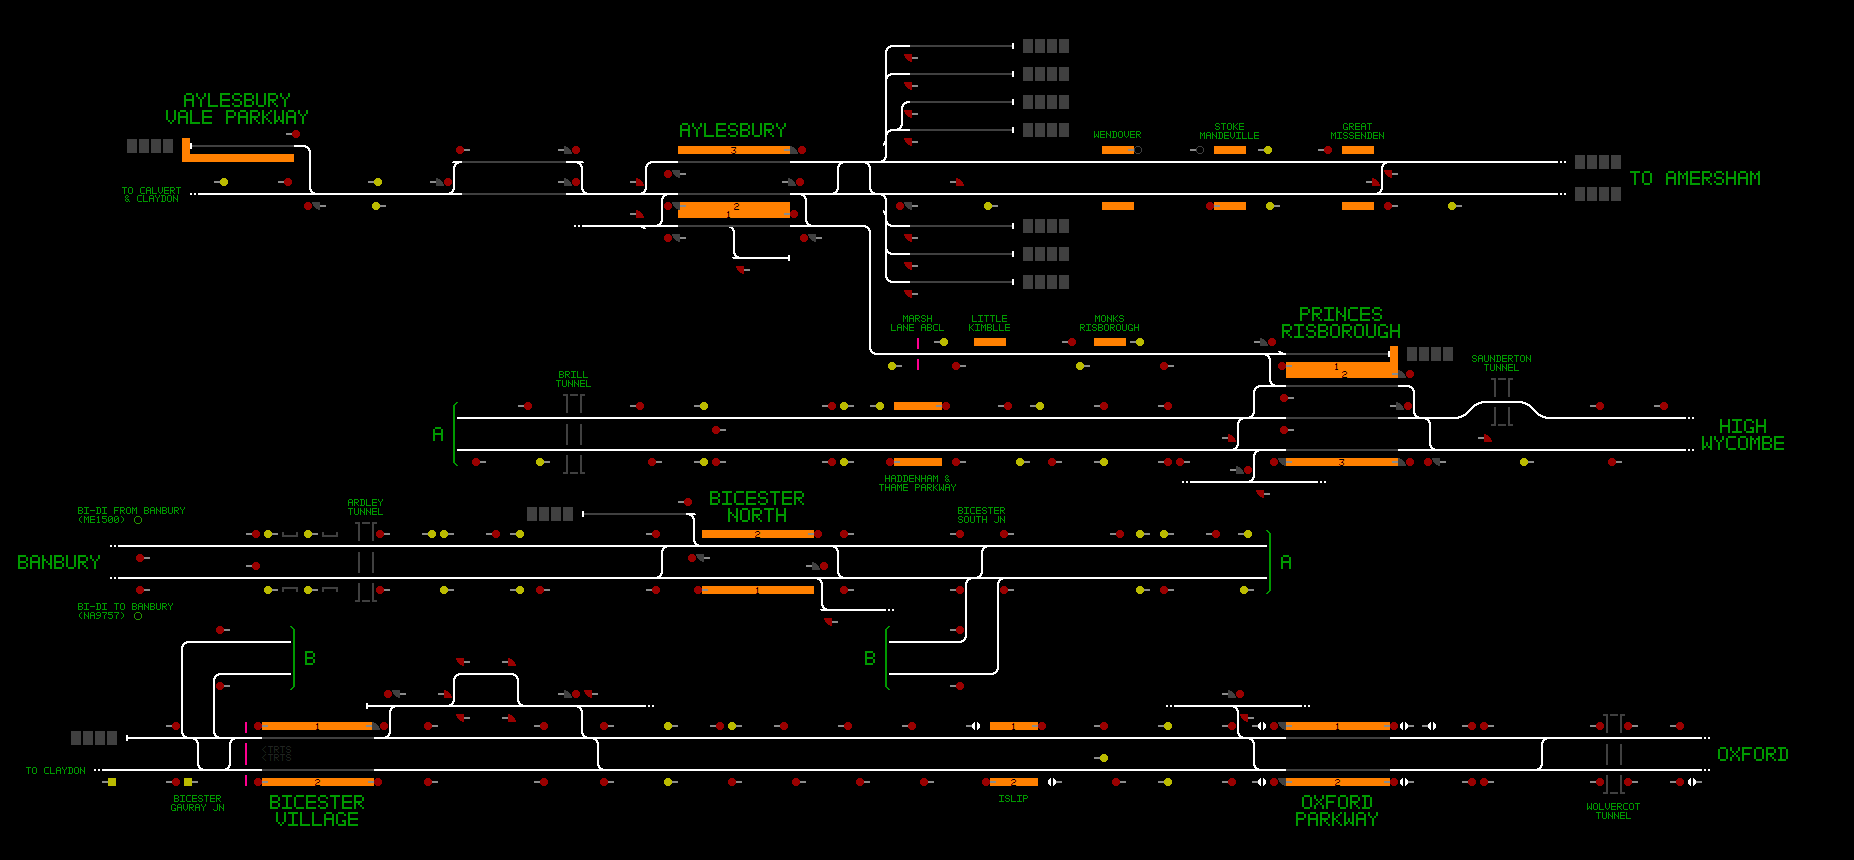 AYLESBURY
VALE PARKWAY
TO CALVERT
& CLAYDON
AYLESBURY
3
2
1
WENDOVER
STOKE
MANDEVILLE
GREAT
MISSENDEN
TO AMERSHAM
MARSH
LANE ABCL
LITTLE
KIMBLLE
MONKS
RISBOROUGH
PRINCES
RISBOROUGH
1
2
3
SAUNDERTON
TUNNEL
HIGH
WYCOMBE
BRILL
TUNNEL
A
HADDENHAM &
THAME PARKWAY
BI-DI FROM BANBURY
(ME1500)
ARDLEY
TUNNEL
BICESTER
NORTH
2
1
BICESTER
SOUTH JN
BANBURY
A
BI-DI TO BANBURY
(NA9757)
B
B
1
<TRTS
<TRTS
2
TO CLAYDON
BICESTER
GAVRAY JN
BICESTER
VILLAGE
1
2
ISLIP
1
2
OXFORD
PARKWAY
OXFORD
WOLVERCOT
TUNNEL